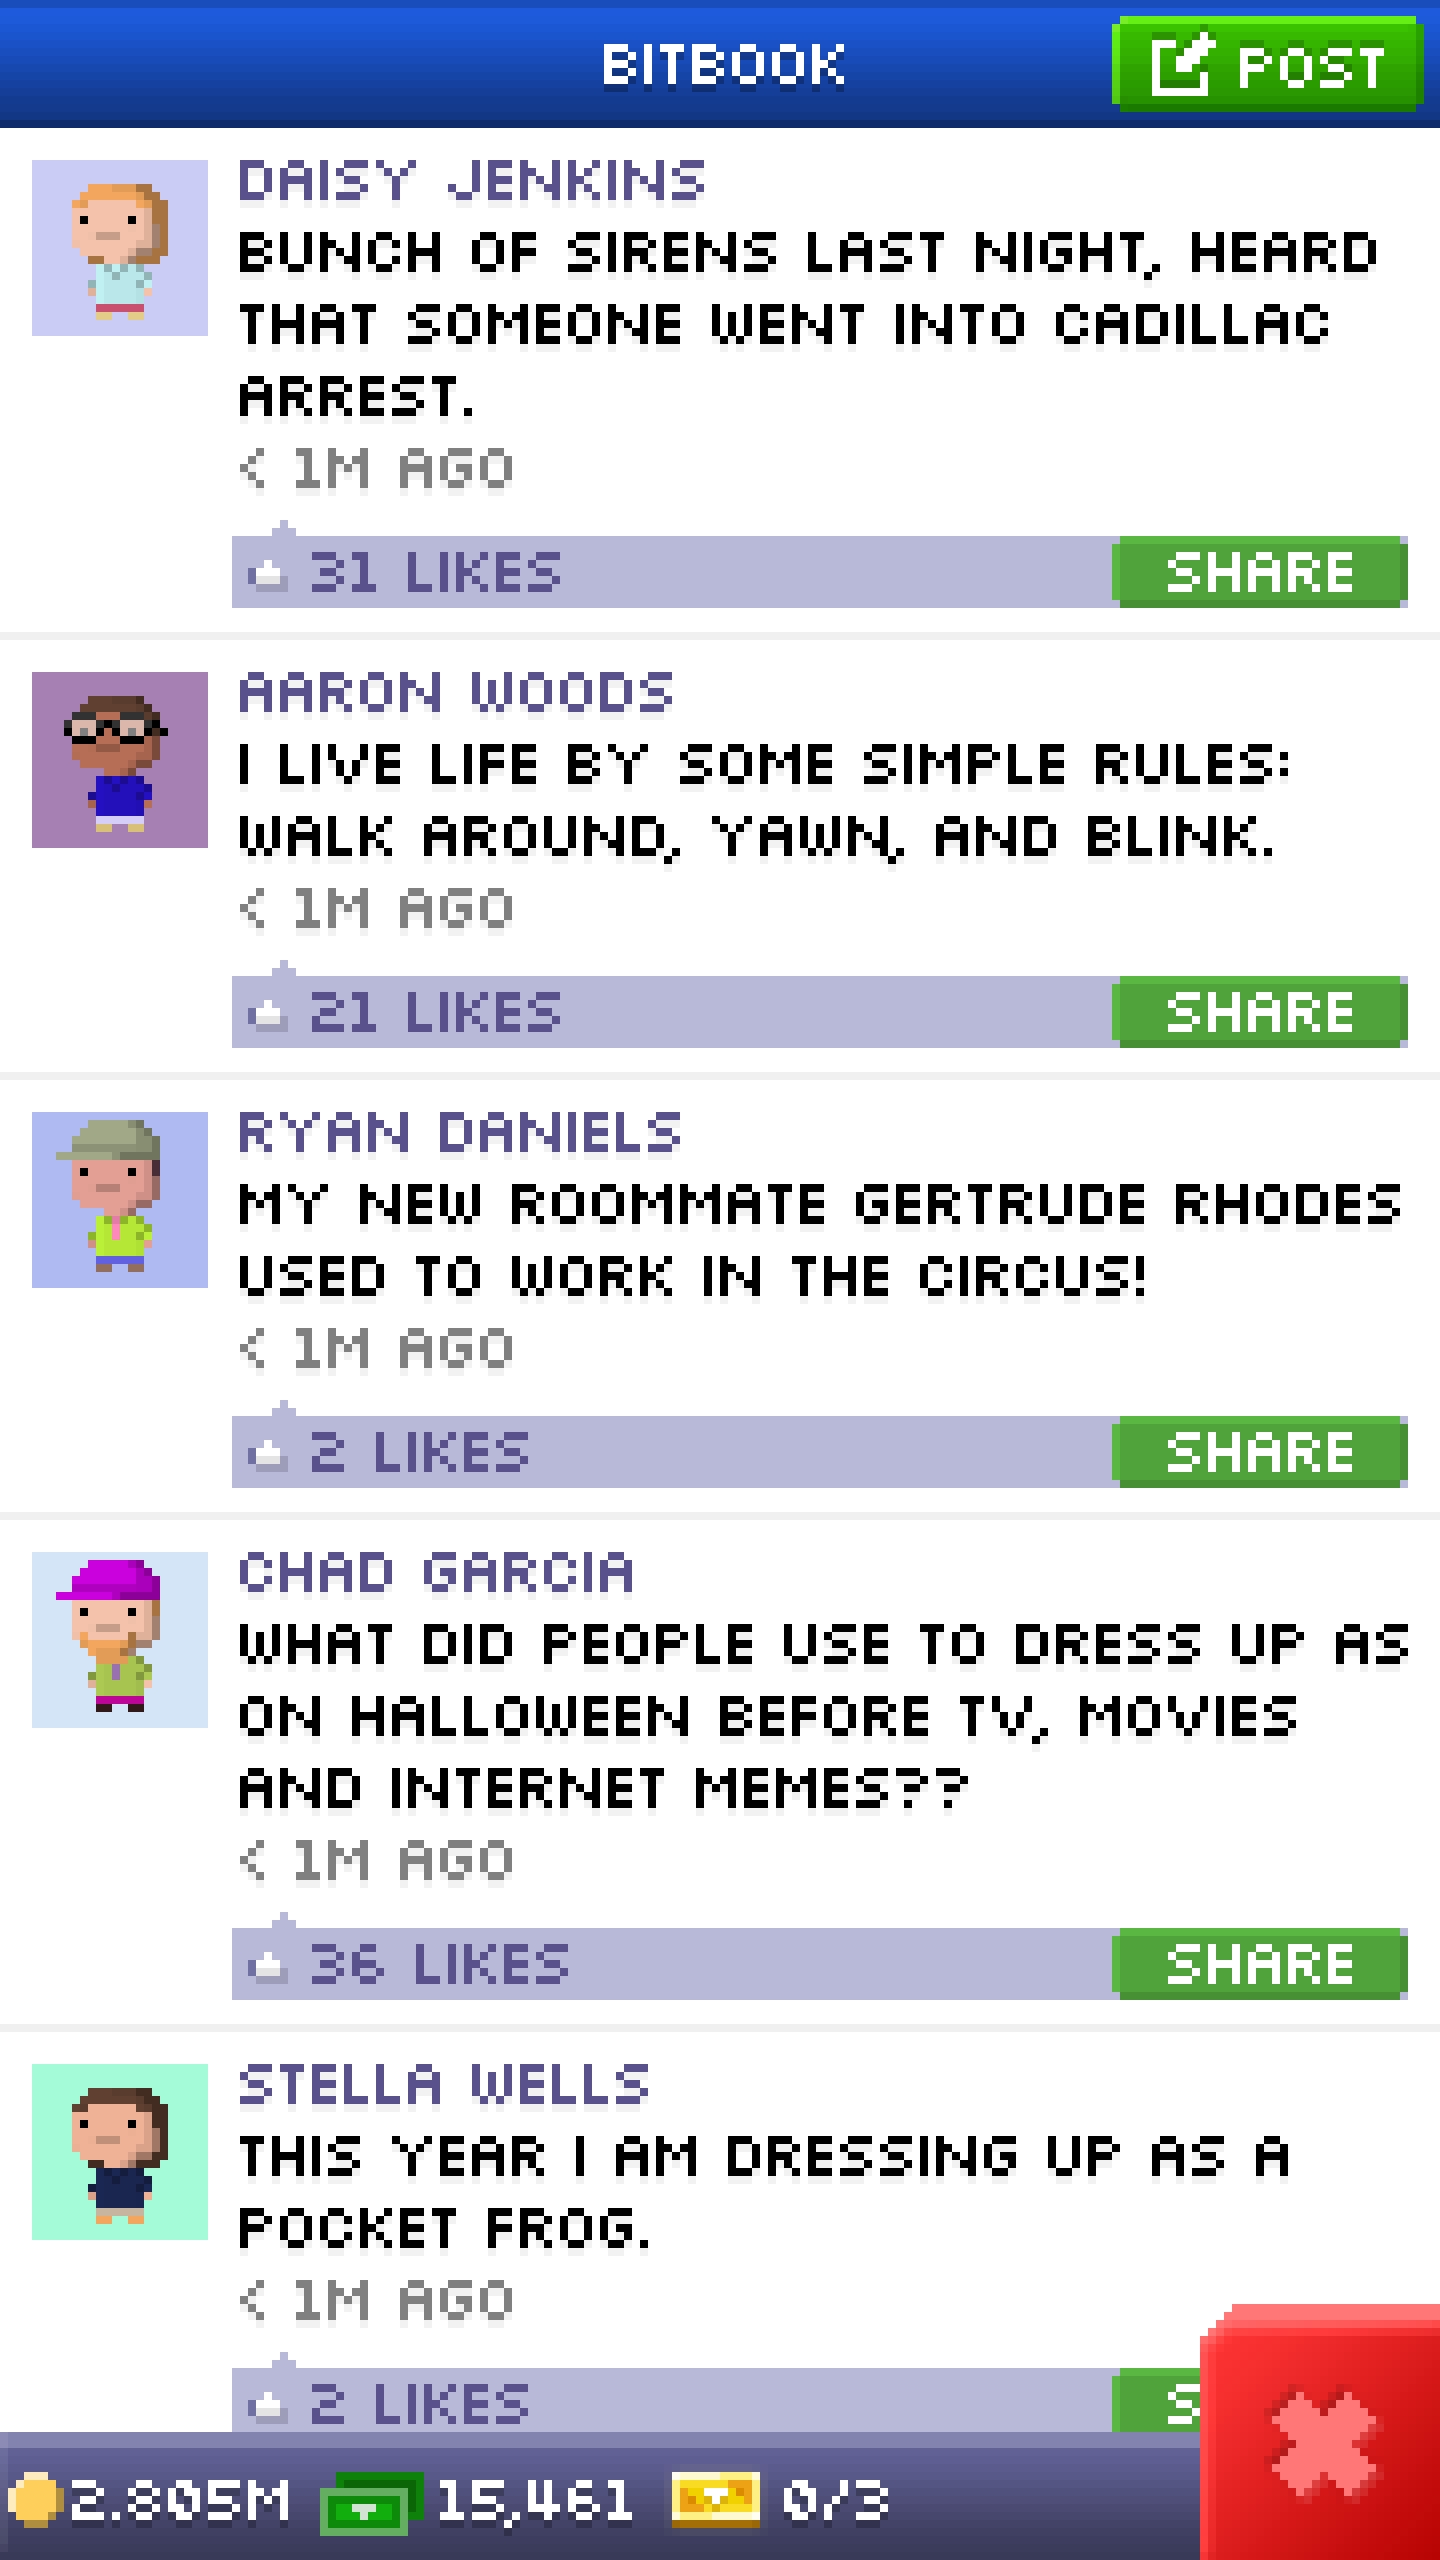 BITBOOK
POST
DAISY JENKINS
BUNCH OF SIRENS LAST NIGHT, HEARD
THAT SOMEONE WENT INTO CADILLAC
ARREST.
< 1M AGO
31 LIKES
SHARE
AARON WOODS
I LIVE LIFE BY SOME SIMPLE RULES:
WALK AROUND, YAWN, AND BLINK.
< 1M AGO
21 LIKES
SHARE
RYAN DANIELS
MY NEW ROOMMATE GERTRUDE RHODES
USED TO WORK IN THE CIRCUS!
< 1M AGO
2 LIKES
SHARE
CHAD GARCIA
WHAT DID PEOPLE USE TO DRESS UP AS
ON HALLOWEEN BEFORE TV, MOVIES
AND INTERNET MEMES??
< 1M AGO
36 LIKES
SHARE
STELLA WELLS
THIS YEAR I AM DRESSING UP AS A
POCKET FROG.
< 1M AGO
2 LIKES
S
2.805M 15,461 0/3